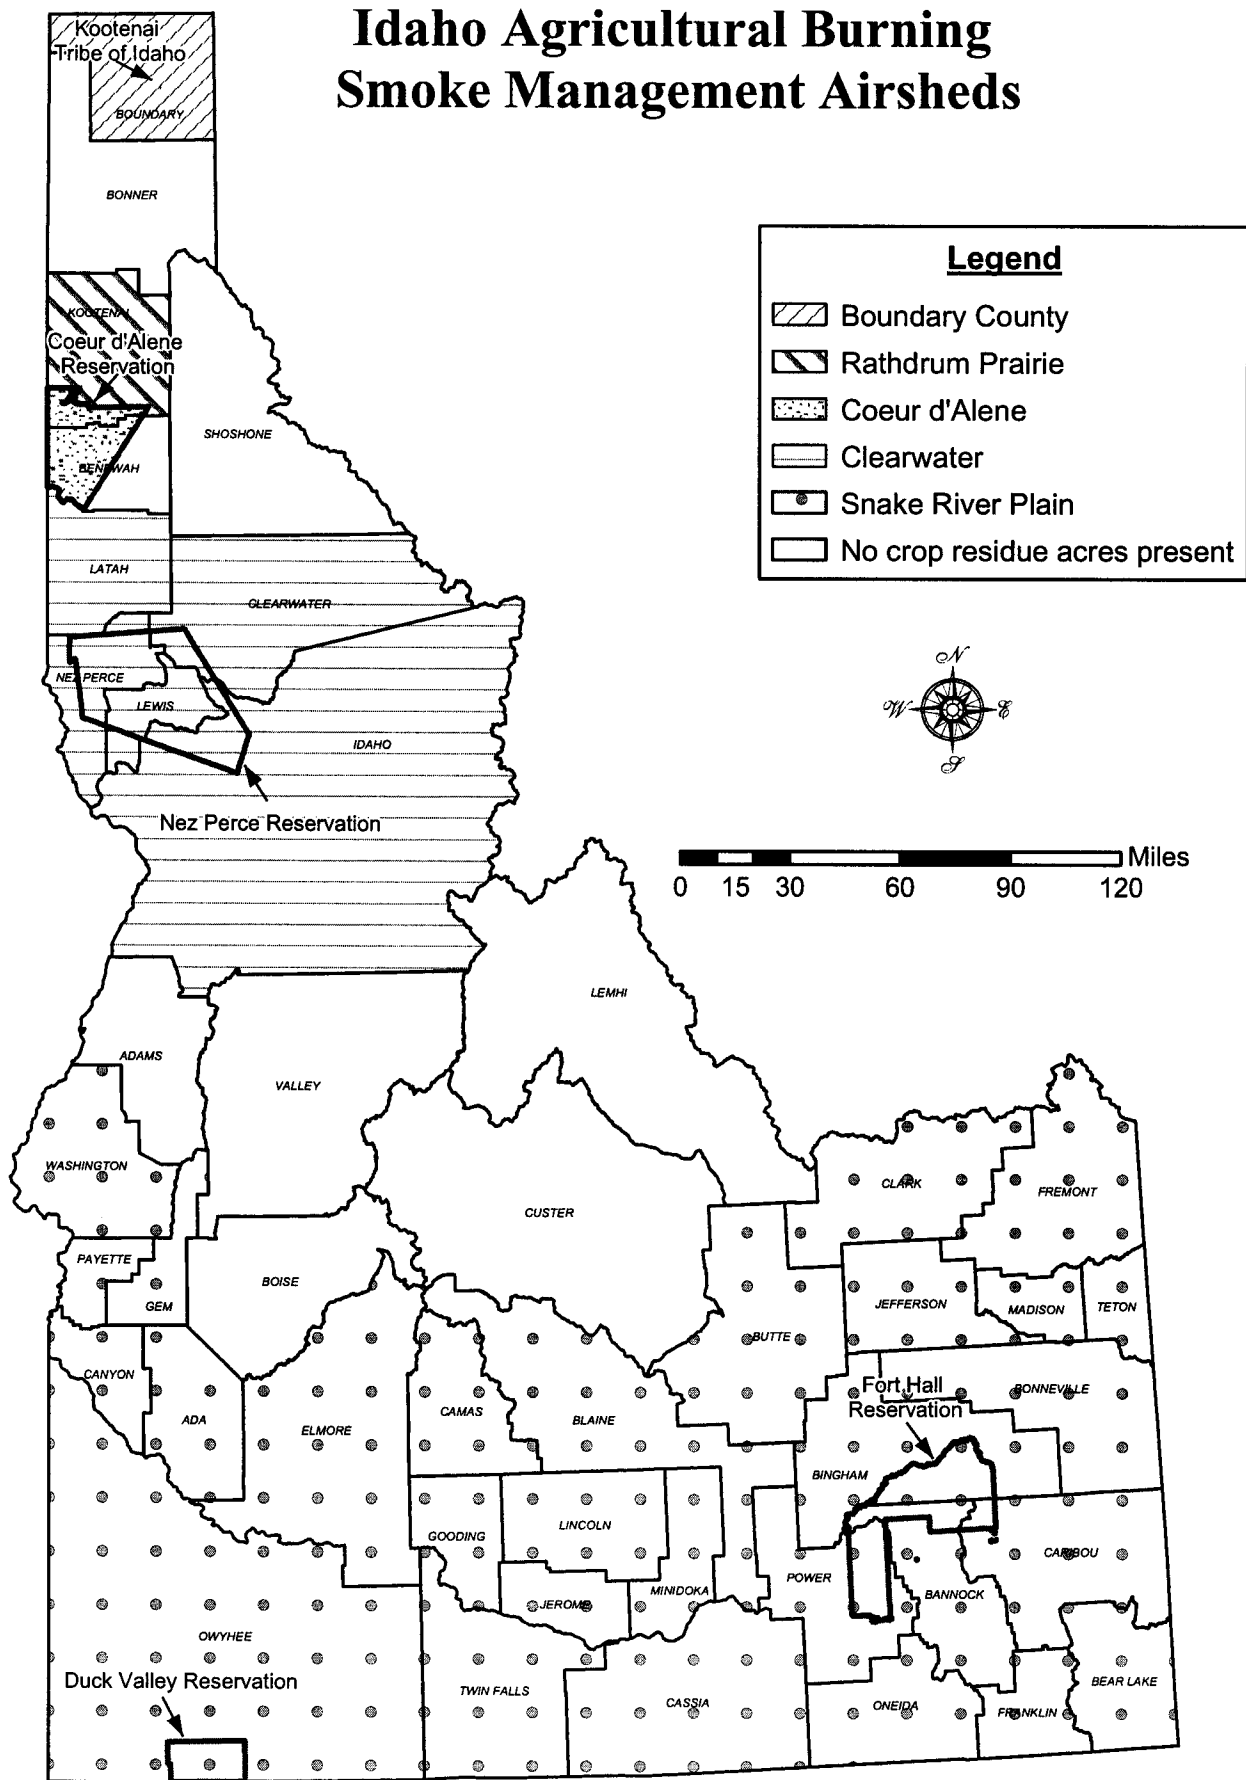 Idaho Agricultural Burning
Smoke Management Airsheds
Kootenai
Tribe of Idaho
BOUNDARY
BONNER
KOOTENAI
Coeur d'Alene
Reservation
BENEWAH
SHOSHONE
Legend
Boundary County
Rathdrum Prairie
Coeur d'Alene
Clearwater
Snake River Plain
No crop residue acres present
LATAH
CLEARWATER
NEZ PERCE
LEWIS
IDAHO
Nez Perce Reservation
N
W E
S
Miles
0 15 30 60 90 120
LEMHI
ADAMS
VALLEY
WASHINGTON
CUSTER
CLARK
FREMONT
PAYETTE
GEM
BOISE
JEFFERSON
MADISON
TETON
BUTTE
CANYON
ADA
ELMORE
CAMAS
BLAINE
Fort Hall
Reservation
BONNEVILLE
BINGHAM
GOODING
LINCOLN
JEROME
MINIDOKA
POWER
BANNOCK
CARIBOU
OWYHEE
Duck Valley Reservation
TWIN FALLS
CASSIA
ONEIDA
FRANKLIN
BEAR LAKE